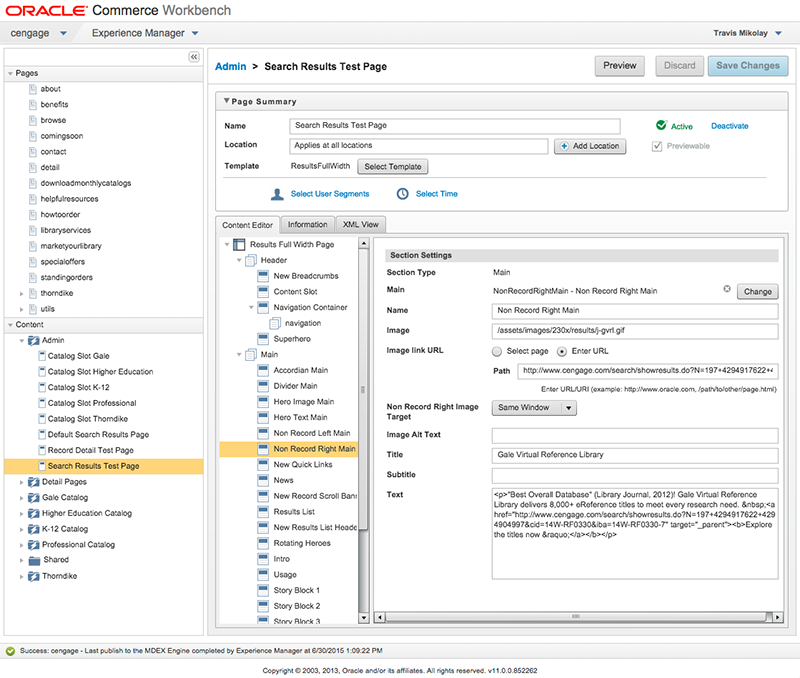 ORACLE® Commerce Workbench
cengage Experience Manager Travis Mikolay
Pages
about
benefits
browse
comingsoon
contact
detail
downloadmonthlycatalogs
helpfulresources
howtoorder
libraryservices
marketyourlibrary
specialoffers
standingorders
thorndike
utils
Content
Admin
Catalog Slot Gale
Catalog Slot Higher Education
Catalog Slot K-12
Catalog Slot Professional
Catalog Slot Thorndike
Default Search Results Page
Record Detail Test Page
Search Results Test Page
Detail Pages
Gale Catalog
Higher Education Catalog
K-12 Catalog
Professional Catalog
Shared
Thorndike
Admin > Search Results Test Page Preview Discard Save Changes
Page Summary
Name Search Results Test Page Active Deactivate
Location Applies at all locations Add Location Previewable
Template ResultsFullWidth Select Template
Select User Segments Select Time
Content Editor Information XML View
Results Full Width Page
Header
New Breadcrumbs
Content Slot
Navigation Container
navigation
Superhero
Main
Accordian Main
Divider Main
Hero Image Main
Hero Text Main
Non Record Left Main
Non Record Right Main
New Quick Links
News
New Record Scroll Ban
Results List
New Results List Heade
Rotating Heroes
Intro
Usage
Story Block 1
Story Block 2
Story Block 3
Section Settings
Section Type Main
Main NonRecordRightMain - Non Record Right Main Change
Name Non Record Right Main
Image /assets/images/230x/results/j-gvrl.gif
Image link URL Select page Enter URL
Path http://www.cengage.com/search/showresults.do?N=197+4294917622+4
Enter URL/URI (example: http://www.oracle.com, /path/to/other/page.html)
Non Record Right Image
Target Same Window
Image Alt Text
Title Gale Virtual Reference Library
Subtitle
Text <p>"Best Overall Database" (Library Journal, 2012)! Gale Virtual Reference
Library delivers 8,000+ eReference titles to meet every research need. &nbsp;<a
href="http://www.cengage.com/search/showresults.do?N=197+4294917622+429
4904997&cid=14W-RF0330&iba=14W-RF0330-7" target="_parent"><b>Explore
the titles now &raquo;</a></b></p>
Success: cengage - Last publish to the MDEX Engine completed by Experience Manager at 6/30/2015 1:09:22 PM
Copyright © 2003, 2013, Oracle and/or its affiliates. All rights reserved. v11.0.0.852262